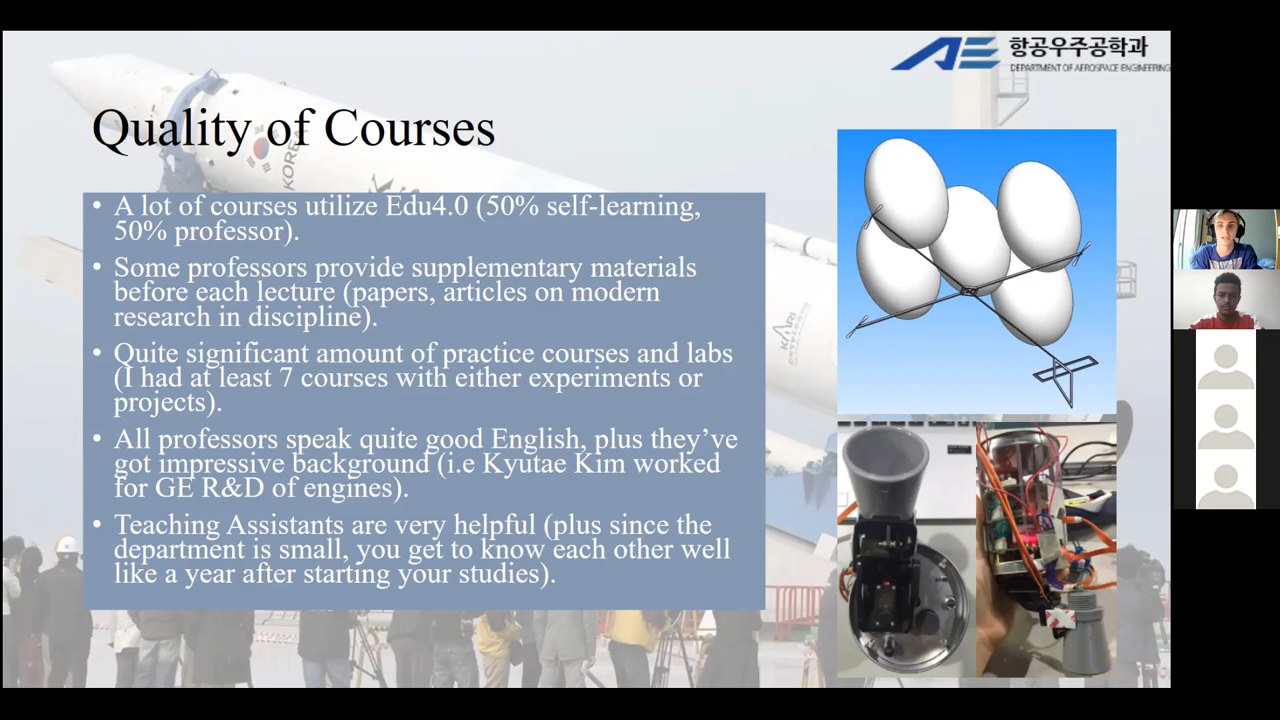 항공우주공학과
DEPARTMENT OF AEROSPACE ENGINEERING
Quality of Courses
KOREA
• A lot of courses utilize Edu4.0 (50% self-learning,
50% professor).
• Some professors provide supplementary materials
before each lecture (papers, articles on modern
research in discipline).
• Quite significant amount of practice courses and labs
(I had at least 7 courses with either experiments or
projects).
• All professors speak quite good English, plus they’ve
got impressive background (i.e Kyutae Kim worked
for GE R&D of engines).
• Teaching Assistants are very helpful (plus since the
department is small, you get to know each other well
like a year after starting your studies).
KARI